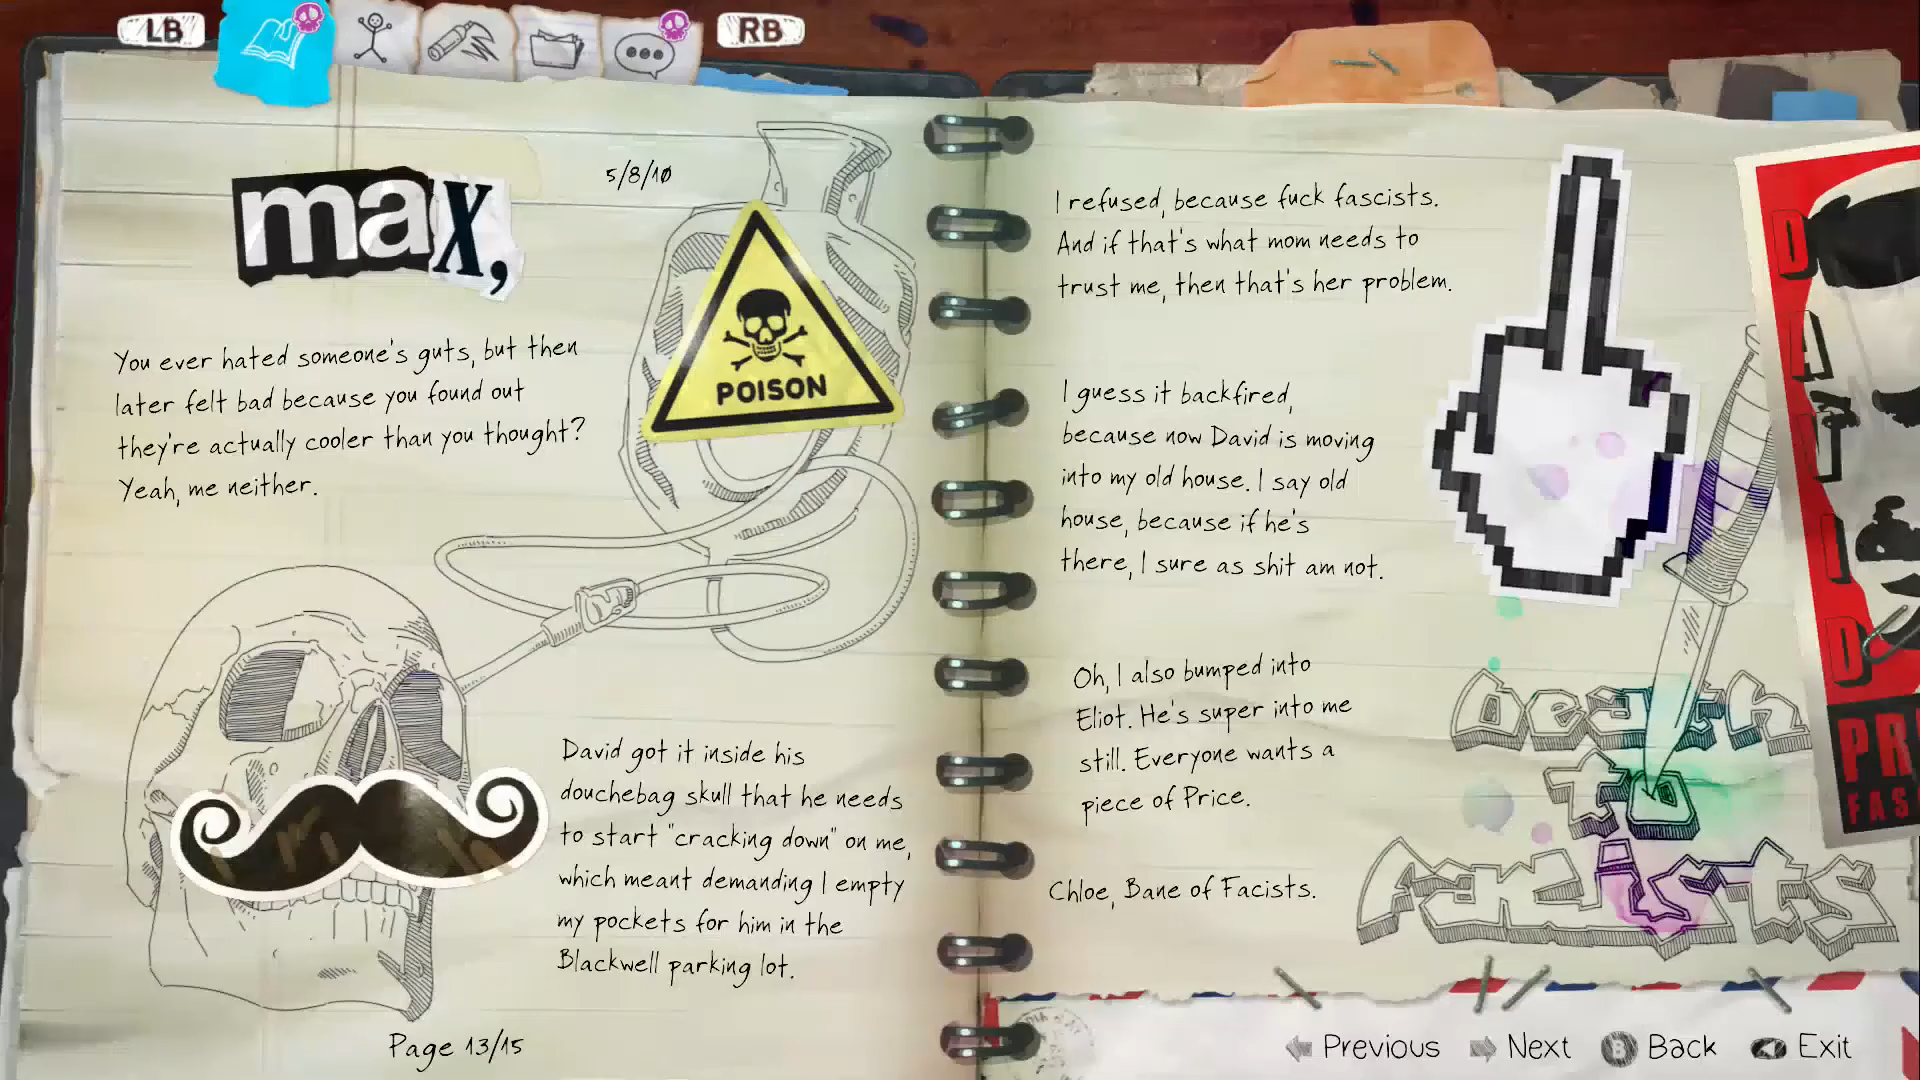 LB
RB
max,
5/8/10
You ever hated someone's guts, but then
later felt bad because you found out
they're actually cooler than you thought?
Yeah, me neither.
POISON
David got it inside his
douchebag skull that he needs
to start "cracking down" on me,
which meant demanding I empty
my pockets for him in the
Blackwell parking lot.
Page 13/15
I refused, because fuck fascists.
And if that's what mom needs to
trust me, then that's her problem.
I guess it backfired,
because now David is moving
into my old house. I say old
house, because if he's
there, I sure as shit am not.
Oh, I also bumped into
Eliot. He's super into me
still. Everyone wants a
piece of Price.
Chloe, Bane of Facists.
Death
to
DAVID
PR
FAS
Previous
Next
B Back
Exit